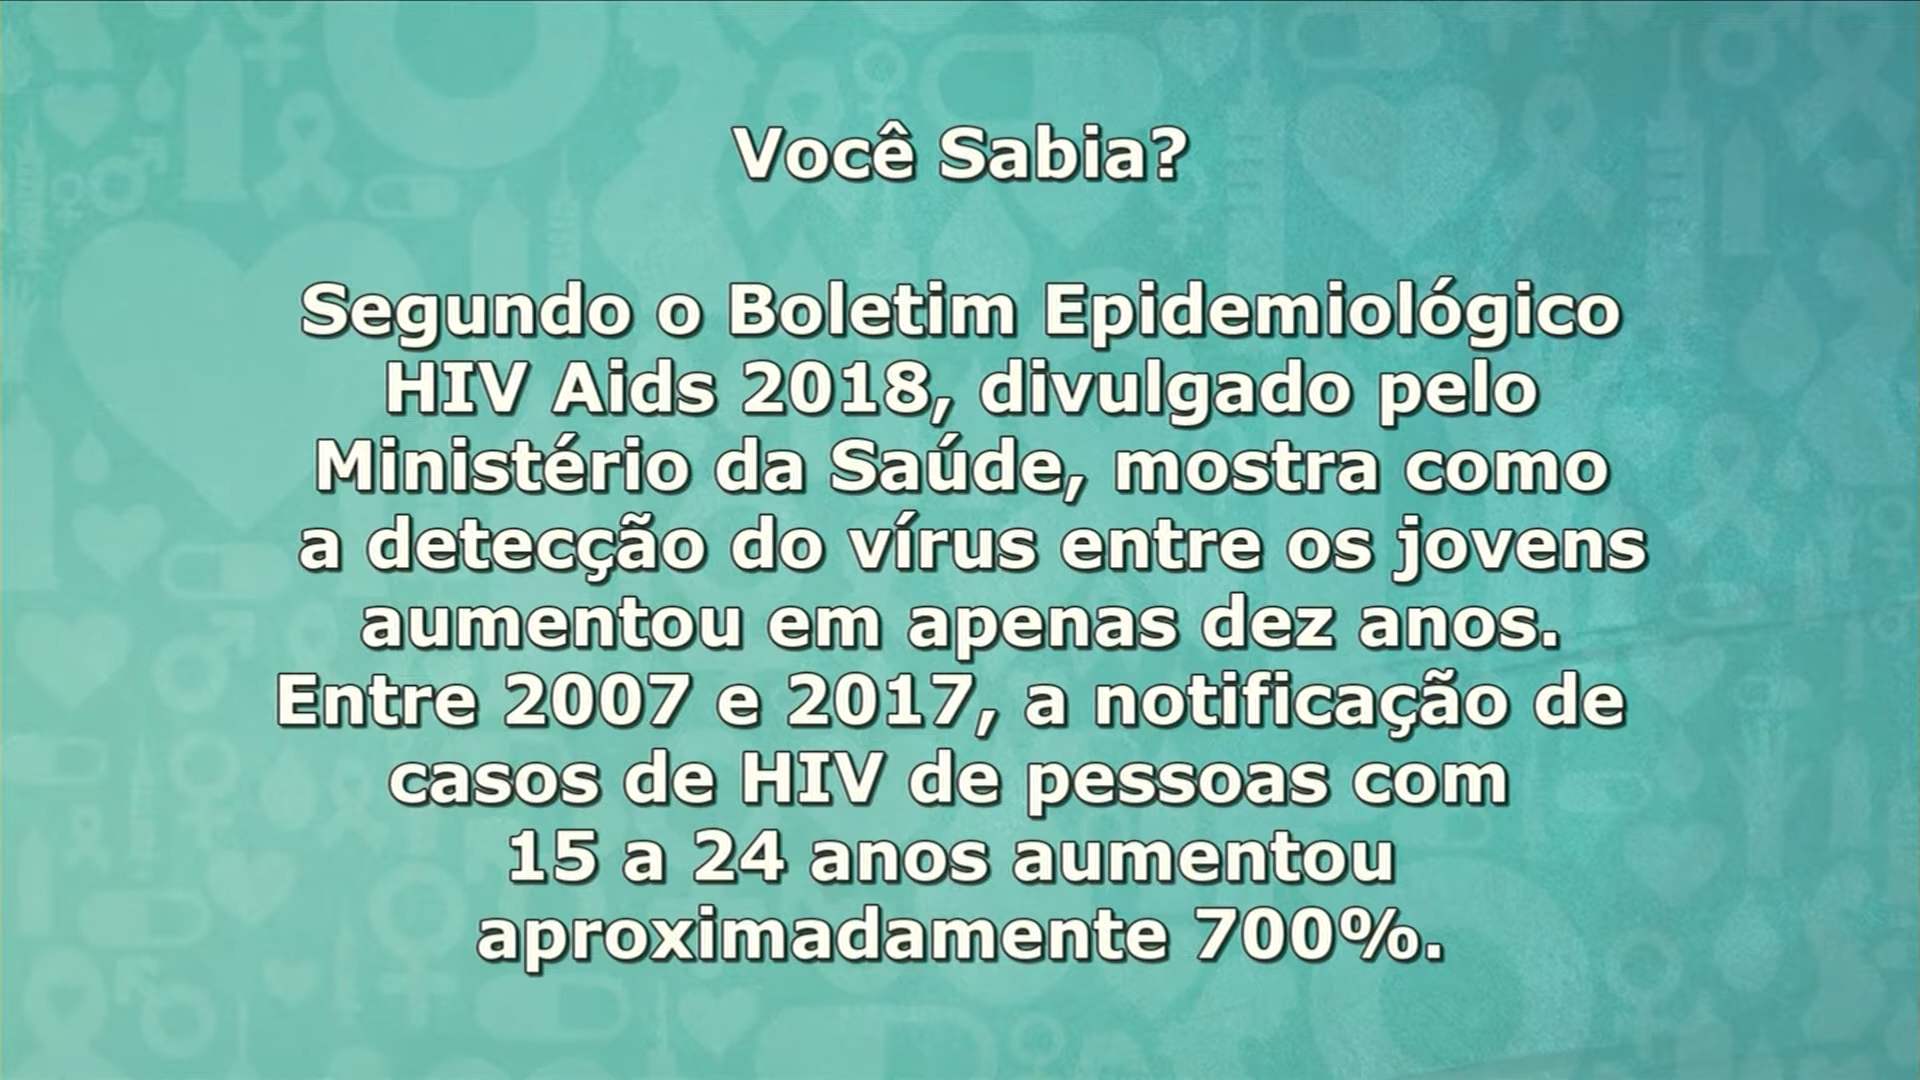 Você Sabia?
Segundo o Boletim Epidemiológico
HIV Aids 2018, divulgado pelo
Ministério da Saúde, mostra como
a detecção do vírus entre os jovens
aumentou em apenas dez anos.
Entre 2007 e 2017, a notificação de
casos de HIV de pessoas com
15 a 24 anos aumentou
aproximadamente 700%.